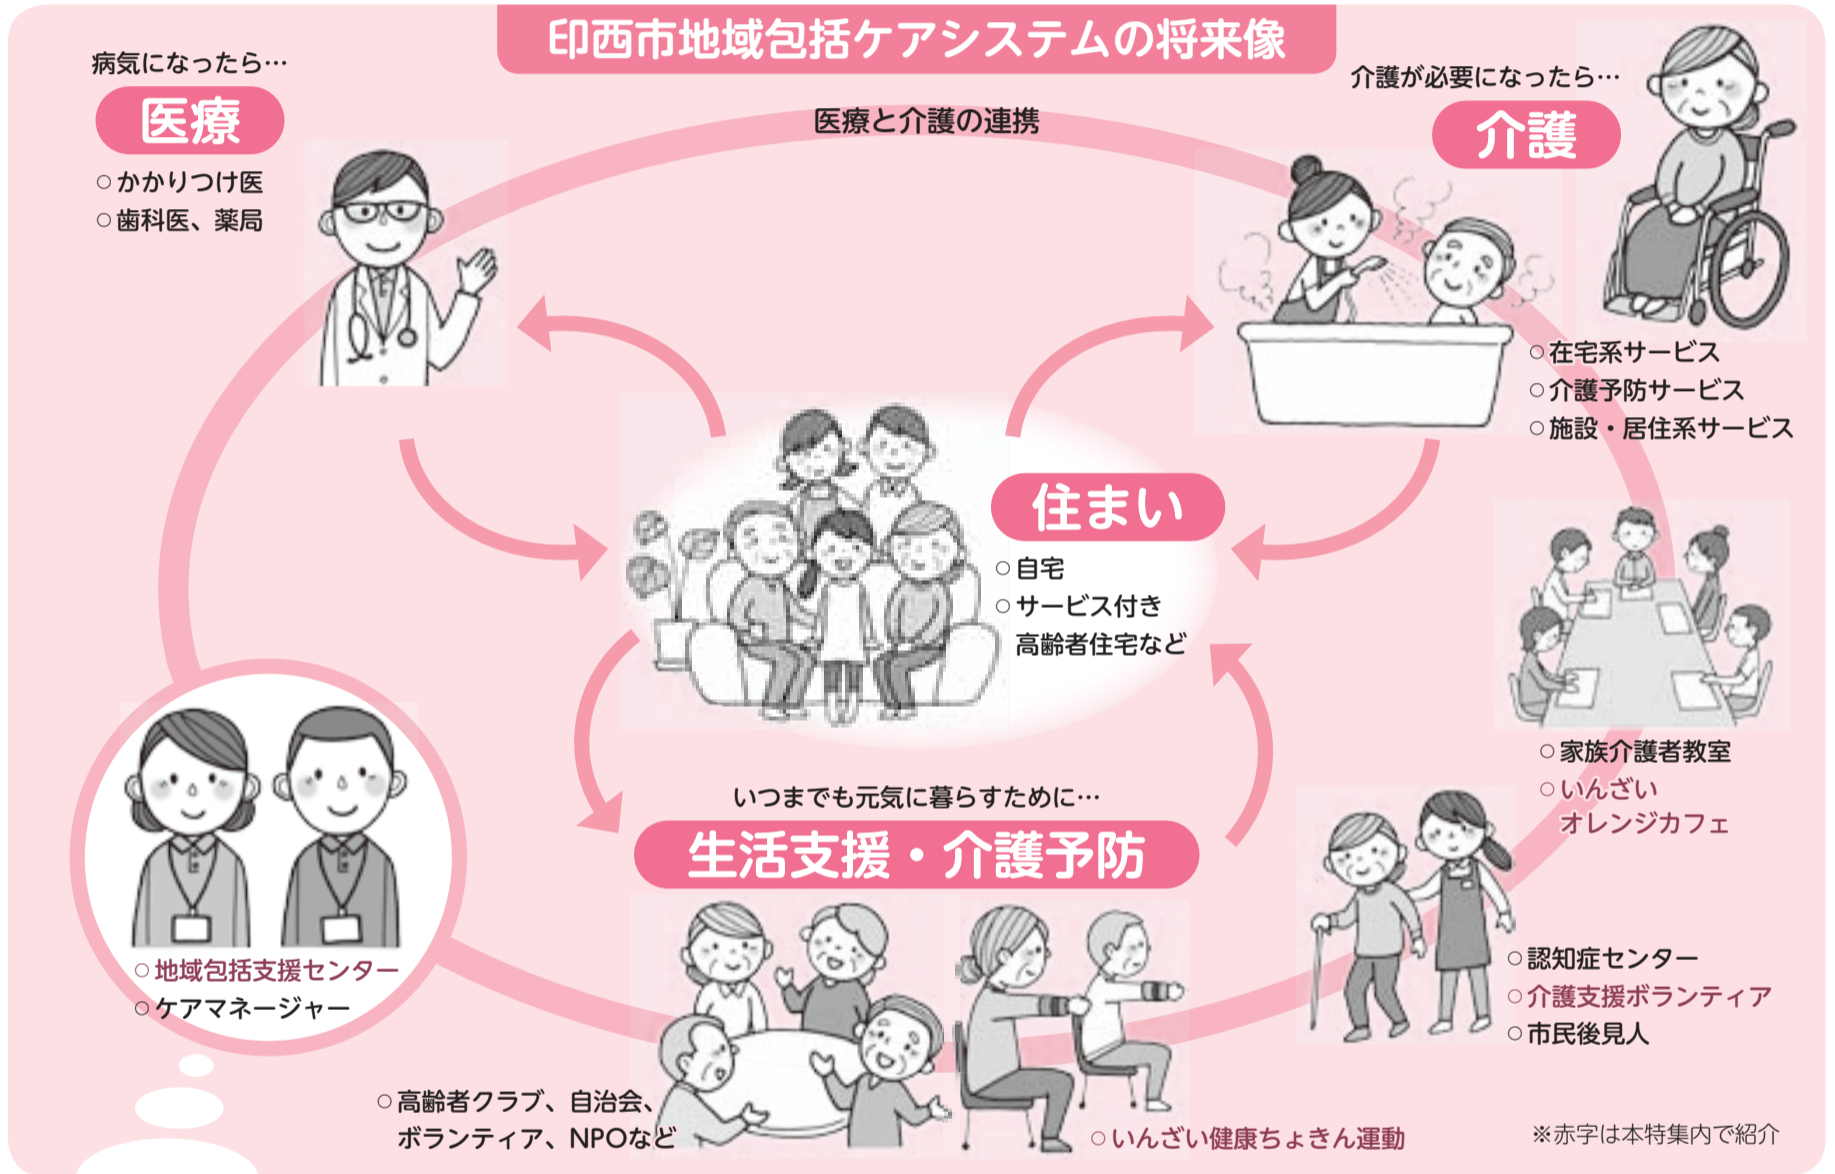 印西市地域包括ケアシステムの将来像
病気になったら…
医療
○かかりつけ医
○歯科医、薬局
医療と介護の連携
介護が必要になったら…
介護
○在宅系サービス
○介護予防サービス
○施設・居住系サービス
住まい
○自宅
○サービス付き
高齢者住宅など
○家族介護者教室
○いんざい
オレンジカフェ
いつまでも元気に暮らすために…
生活支援・介護予防
○地域包括支援センター
○ケアマネージャー
○認知症センター
○介護支援ボランティア
○市民後見人
○高齢者クラブ、自治会、
ボランティア、NPOなど
○いんざい健康ちょきん運動
※赤字は本特集内で紹介